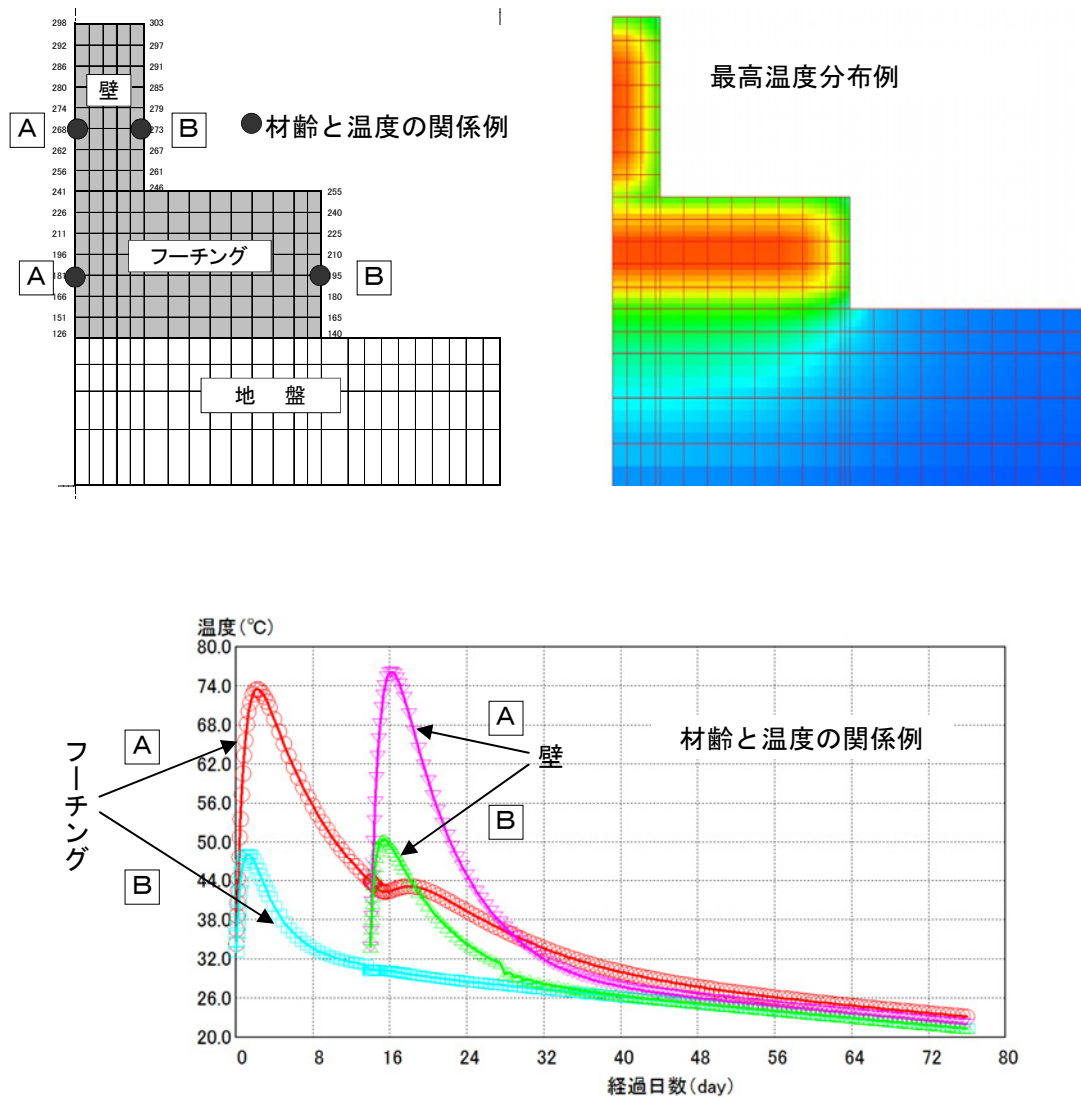 298 303
292 297
286 291
280 壁 285
274 279
A 268 273 B ●材齢と温度の関係例
262 267
256 261
246
241 255
226 240
211 225
196 フーチング 210
A 181 95 B
166 180
151 165
126 140
地 盤
最高温度分布例
温度(℃)
80.0
74.0
68.0
62.0
56.0
50.0
44.0
38.0
32.0
26.0
20.0
フーチング
A
B
A
壁
B
材齢と温度の関係例
0 8 16 24 32 40 48 56 64 72 80
経過日数(day)